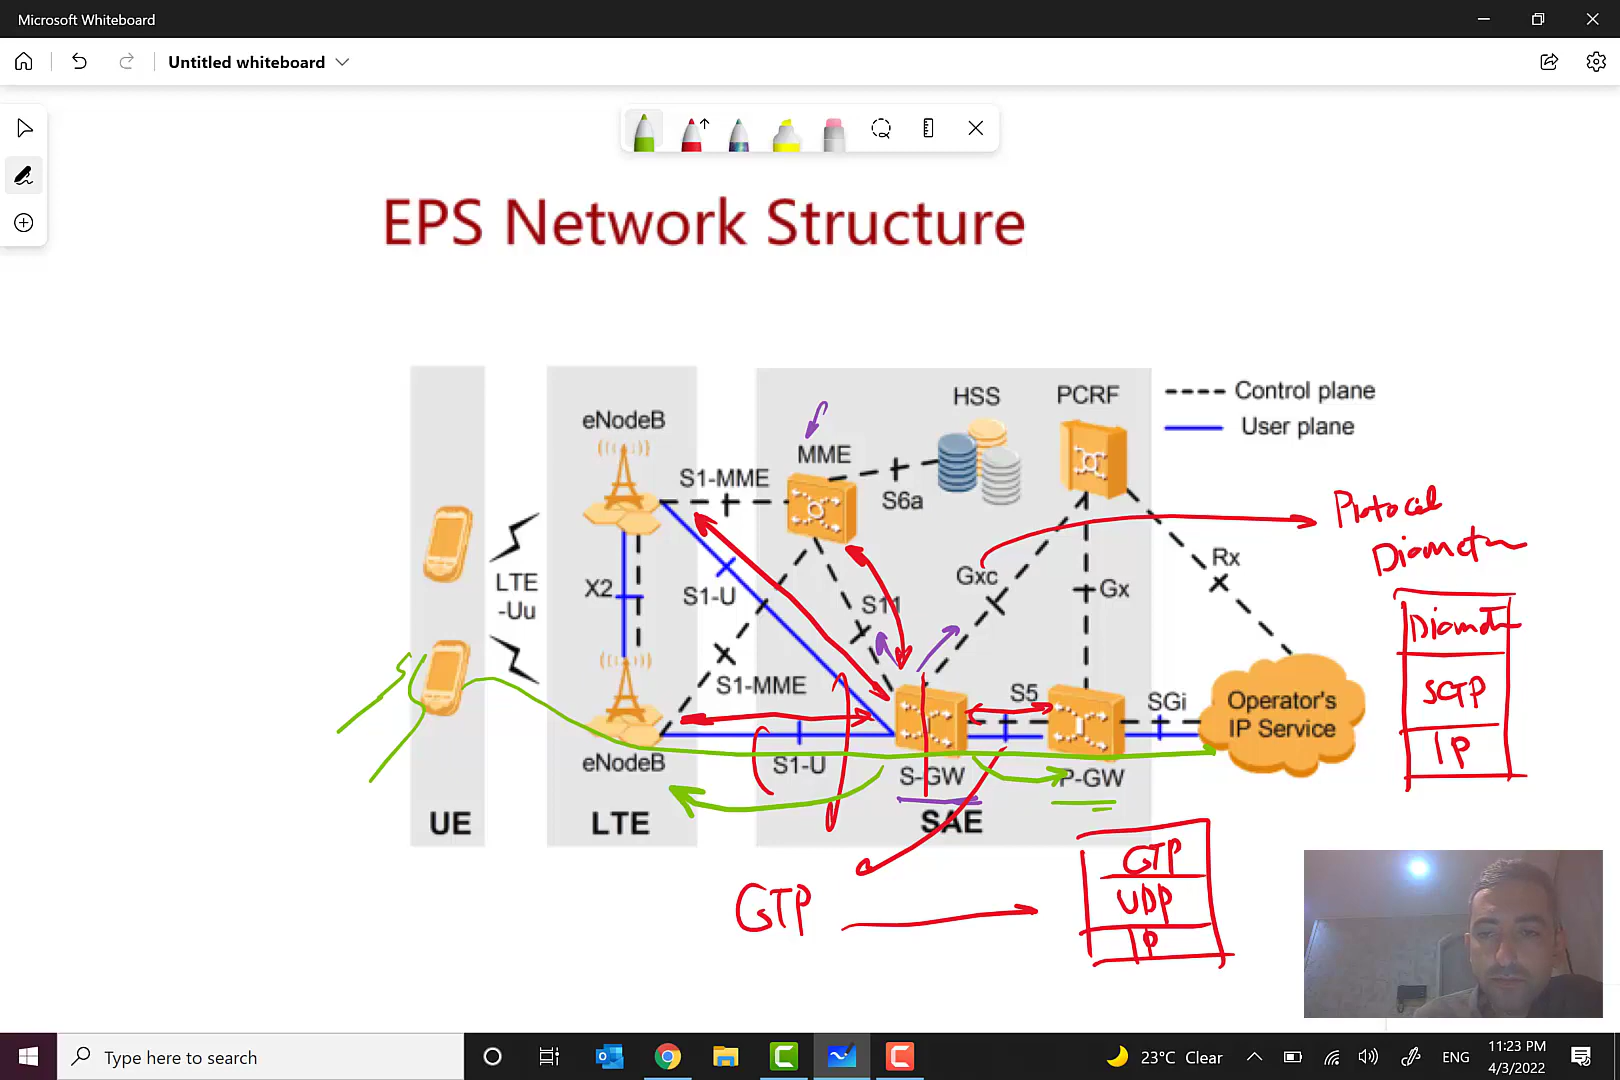 Microsoft Whiteboard
Untitled whiteboard
EPS Network Structure
HSS
PCRF
Control plane
User plane
eNodeB
MME
S1-MME
S6a
Protocol
Diameter
LTE
-Uu
X2
S1-U
S11
Gxc
Gx
Rx
Diameter
SCTP
IP
S1-MME
S5
SGi
Operator's
IP Service
eNodeB
S1-U
S-GW
P-GW
UE
LTE
SAE
GTP
GTP
UDP
IP
Type here to search
23°C Clear
ENG
11:23 PM
4/3/2022